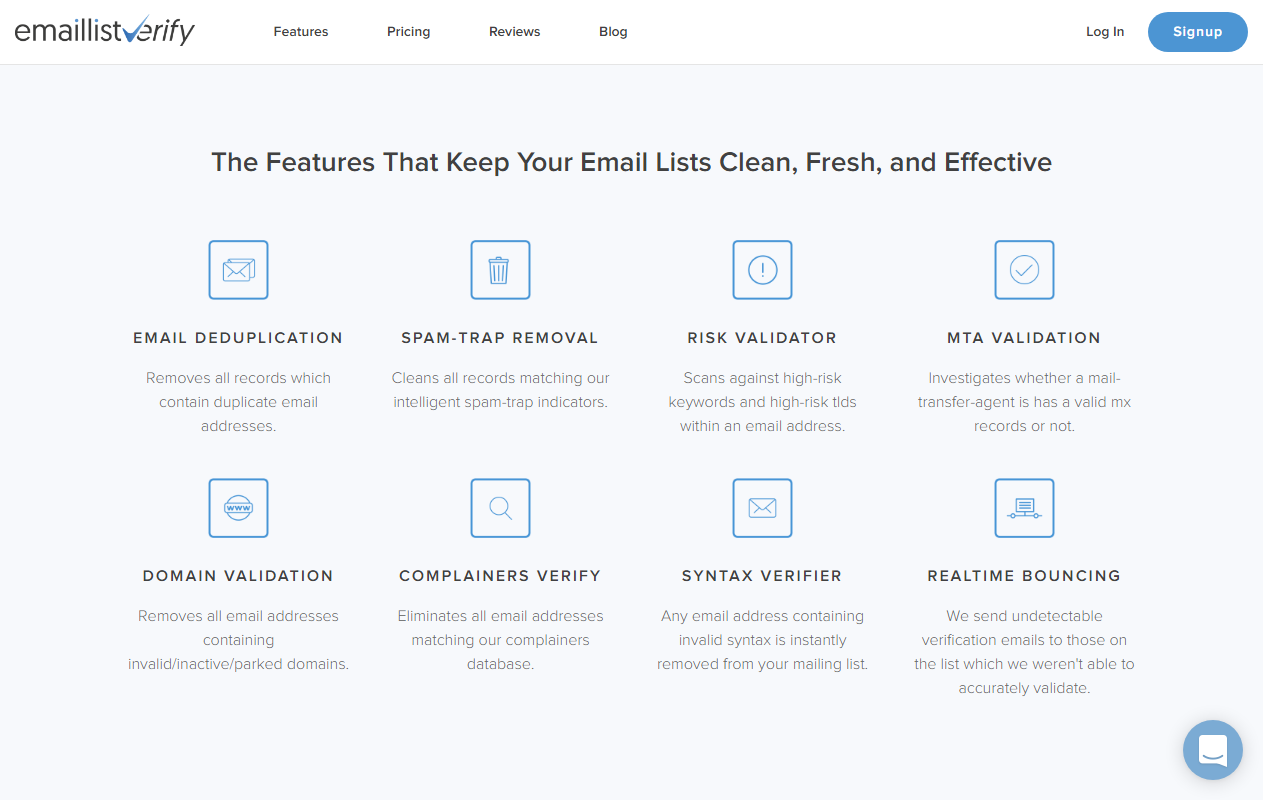 emaillistverify
Features
Pricing
Reviews
Blog
Log In
Signup
The Features That Keep Your Email Lists Clean, Fresh, and Effective
EMAIL DEDUPLICATION
Removes all records which
contain duplicate email
addresses.
SPAM-TRAP REMOVAL
Cleans all records matching our
intelligent spam-trap indicators.
RISK VALIDATOR
Scans against high-risk
keywords and high-risk tlds
within an email address.
MTA VALIDATION
Investigates whether a mail-
transfer-agent is has a valid mx
records or not.
WWW
DOMAIN VALIDATION
Removes all email addresses
containing
invalid/inactive/parked domains.
COMPLAINERS VERIFY
Eliminates all email addresses
matching our complainers
database.
SYNTAX VERIFIER
Any email address containing
invalid syntax is instantly
removed from your mailing list.
REALTIME BOUNCING
We send undetectable
verification emails to those on
the list which we weren't able to
accurately validate.